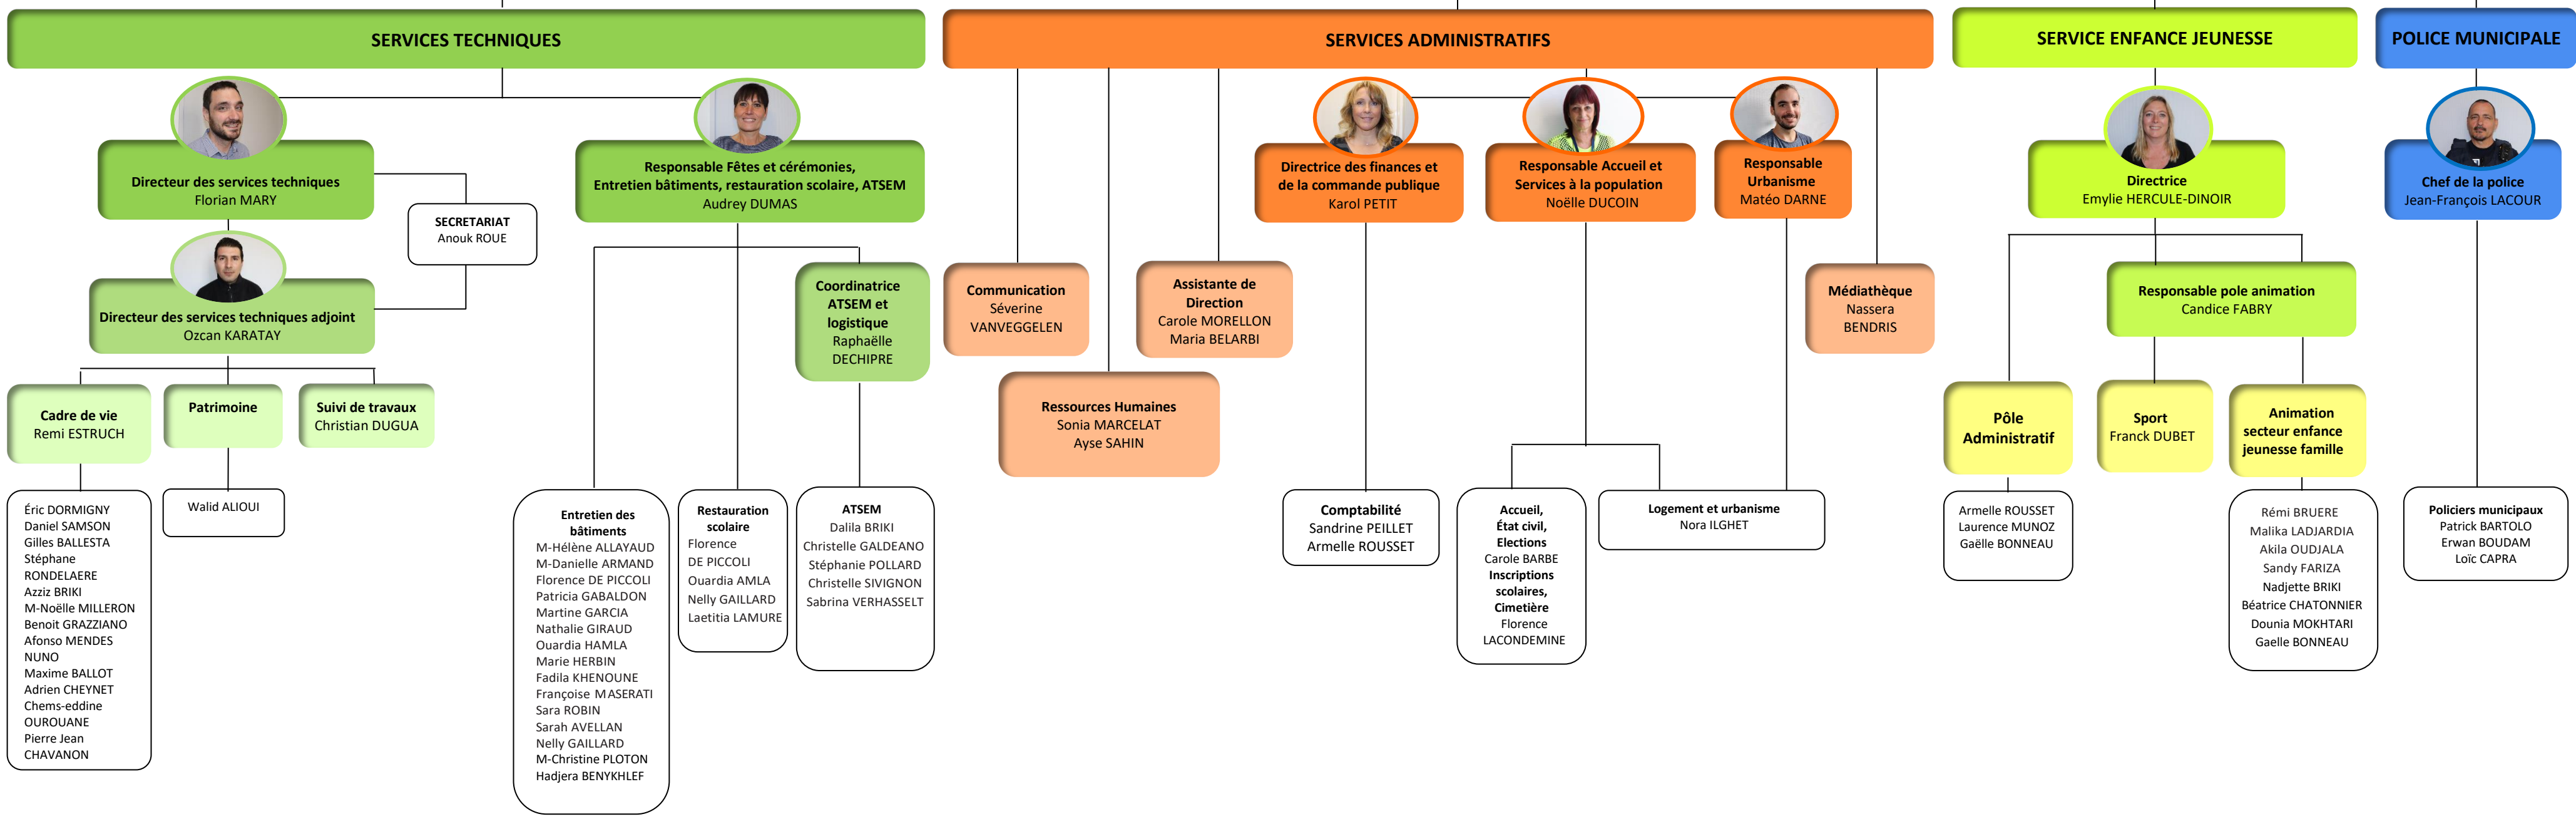 SERVICES TECHNIQUES
Directeur des services techniques
Florian MARY
SECRETARIAT
Anouk ROUE
Directeur des services techniques adjoint
Ozcan KARATAY
Cadre de vie
Remi ESTRUCH
Éric DORMIGNY
Daniel SAMSON
Gilles BALLESTA
Stéphane
RONDELAERE
Azziz BRIKI
M-Noëlle MILLERON
Benoit GRAZZIANO
Afonso MENDES
NUNO
Maxime BALLOT
Adrien CHEYNET
Chems-eddine
OUROUANE
Pierre Jean
CHAVANON
Patrimoine
Walid ALIOUI
Suivi de travaux
Christian DUGUA
Responsable Fêtes et cérémonies,
Entretien bâtiments, restauration scolaire, ATSEM
Audrey DUMAS
Entretien des
bâtiments
M-Hélène ALLAYAUD
M-Danielle ARMAND
Florence DE PICCOLI
Patricia GABALDON
Martine GARCIA
Nathalie GIRAUD
Ouardia HAMLA
Marie HERBIN
Fadila KHENOUNE
Françoise MASERATI
Sara ROBIN
Sarah AVELLAN
Nelly GAILLARD
M-Christine PLOTON
Hadjera BENYKHLEF
Restauration
scolaire
Florence
DE PICCOLI
Ouardia AMLA
Nelly GAILLARD
Laetitia LAMURE
Coordinatrice
ATSEM et
logistique
Raphaëlle
DECHIPRE
ATSEM
Dalila BRIKI
Christelle GALDEANO
Stéphanie POLLARD
Christelle SIVIGNON
Sabrina VERHASSELT
SERVICES ADMINISTRATIFS
Communication
Séverine
VANVEGGELEN
Ressources Humaines
Sonia MARCELAT
Ayse SAHIN
Assistante de
Direction
Carole MORELLON
Maria BELARBI
Directrice des finances et
de la commande publique
Karol PETIT
Comptabilité
Sandrine PEILLET
Armelle ROUSSET
Responsable Accueil et
Services à la population
Noëlle DUCOIN
Accueil,
État civil,
Elections
Carole BARBE
Inscriptions
scolaires,
Cimetière
Florence
LACONDEMINE
Responsable
Urbanisme
Matéo DARNE
Logement et urbanisme
Nora ILGHET
Médiathèque
Nassera
BENDRIS
SERVICE ENFANCE JEUNESSE
Directrice
Emylie HERCULE-DINOIR
Responsable pole animation
Candice FABRY
Pôle
Administratif
Armelle ROUSSET
Laurence MUNOZ
Gaëlle BONNEAU
Sport
Franck DUBET
Animation
secteur enfance
jeunesse famille
Rémi BRUERE
Malika LADJARDIA
Akila OUDJALA
Sandy FARIZA
Nadjette BRIKI
Béatrice CHATONNIER
Dounia MOKHTARI
Gaelle BONNEAU
POLICE MUNICIPALE
Chef de la police
Jean-François LACOUR
Policiers municipaux
Patrick BARTOLO
Erwan BOUDAM
Loïc CAPRA